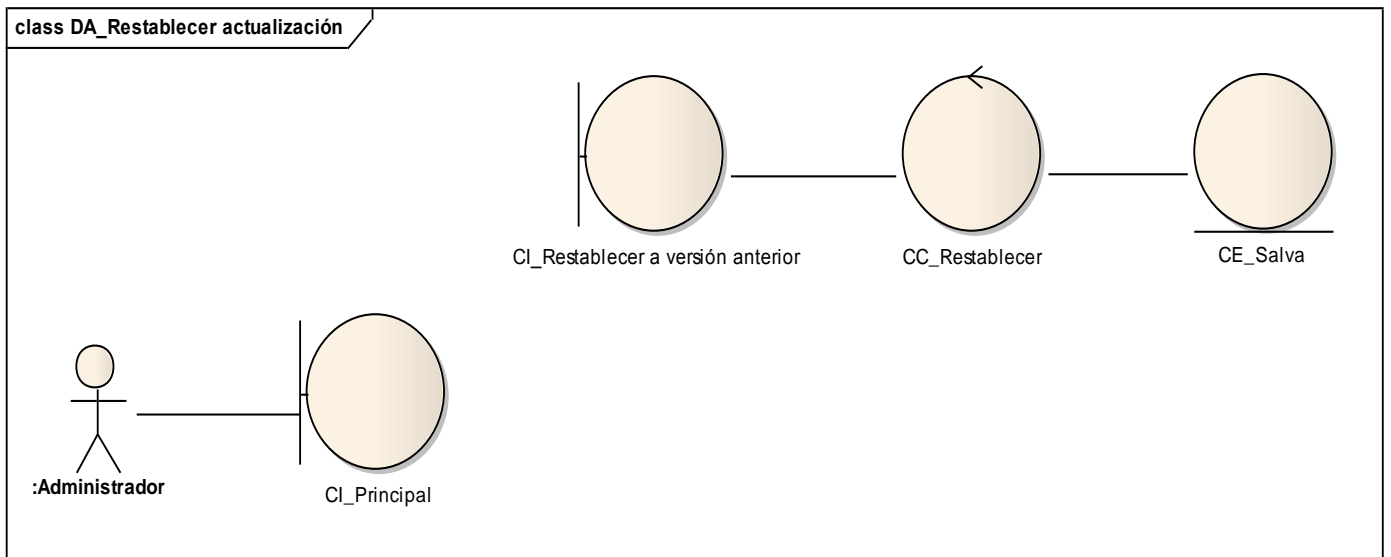 class DA_Restablecer actualización
CI_Restablecer a versión anterior
CC_Restablecer
CE_Salva
:Administrador
CI_Principal